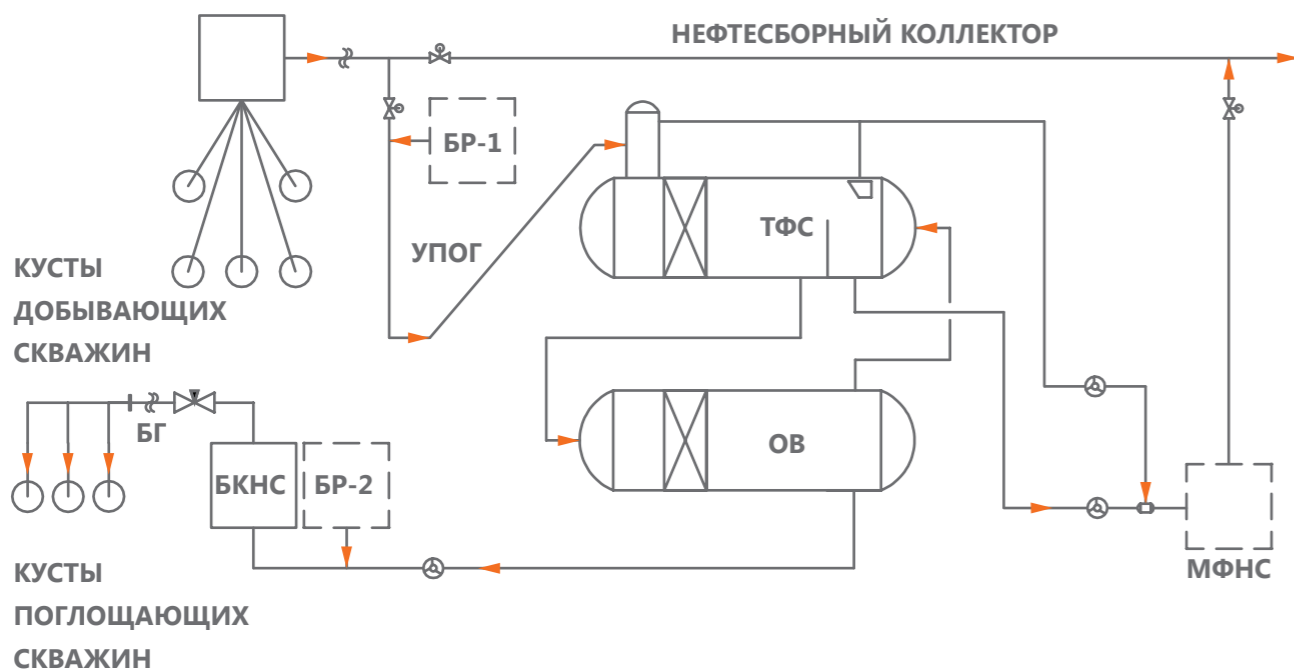 НЕФТЕСБОРНЫЙ КОЛЛЕКТОР
БР-1
ТФС
УПОГ
КУСТЫ
ДОБЫВАЮЩИХ
СКВАЖИН
БГ
ОВ
БКНС
БР-2
МФНС
КУСТЫ
ПОГЛОЩАЮЩИХ
СКВАЖИН